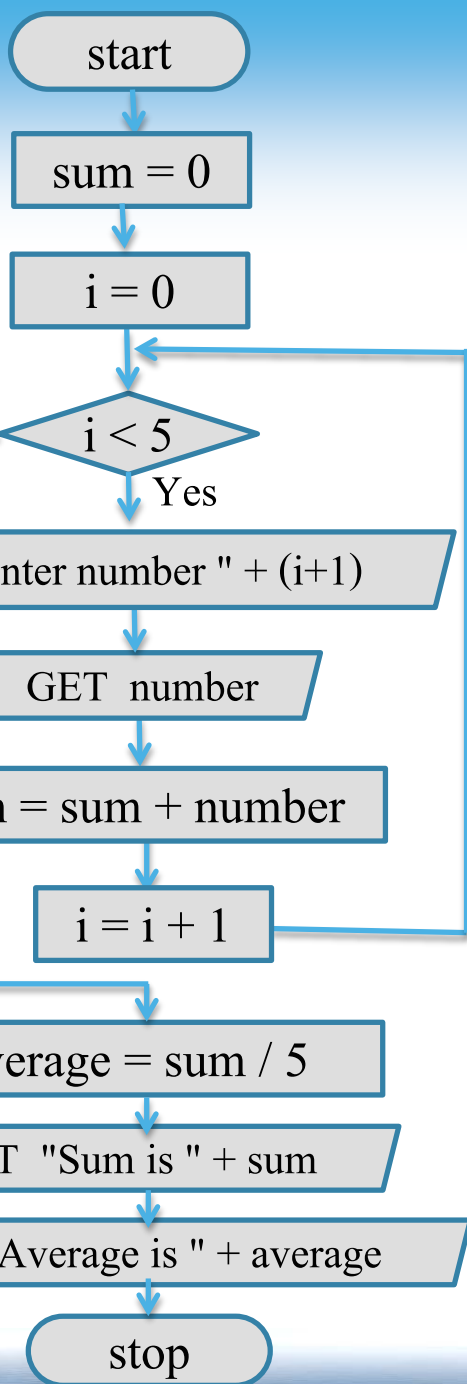 start
sum = 0
i = 0
i < 5
Yes
nter number " + (i+1)
GET number
= sum + number
i = i + 1
erage = sum / 5
T "Sum is " + sum
Average is " + average
stop